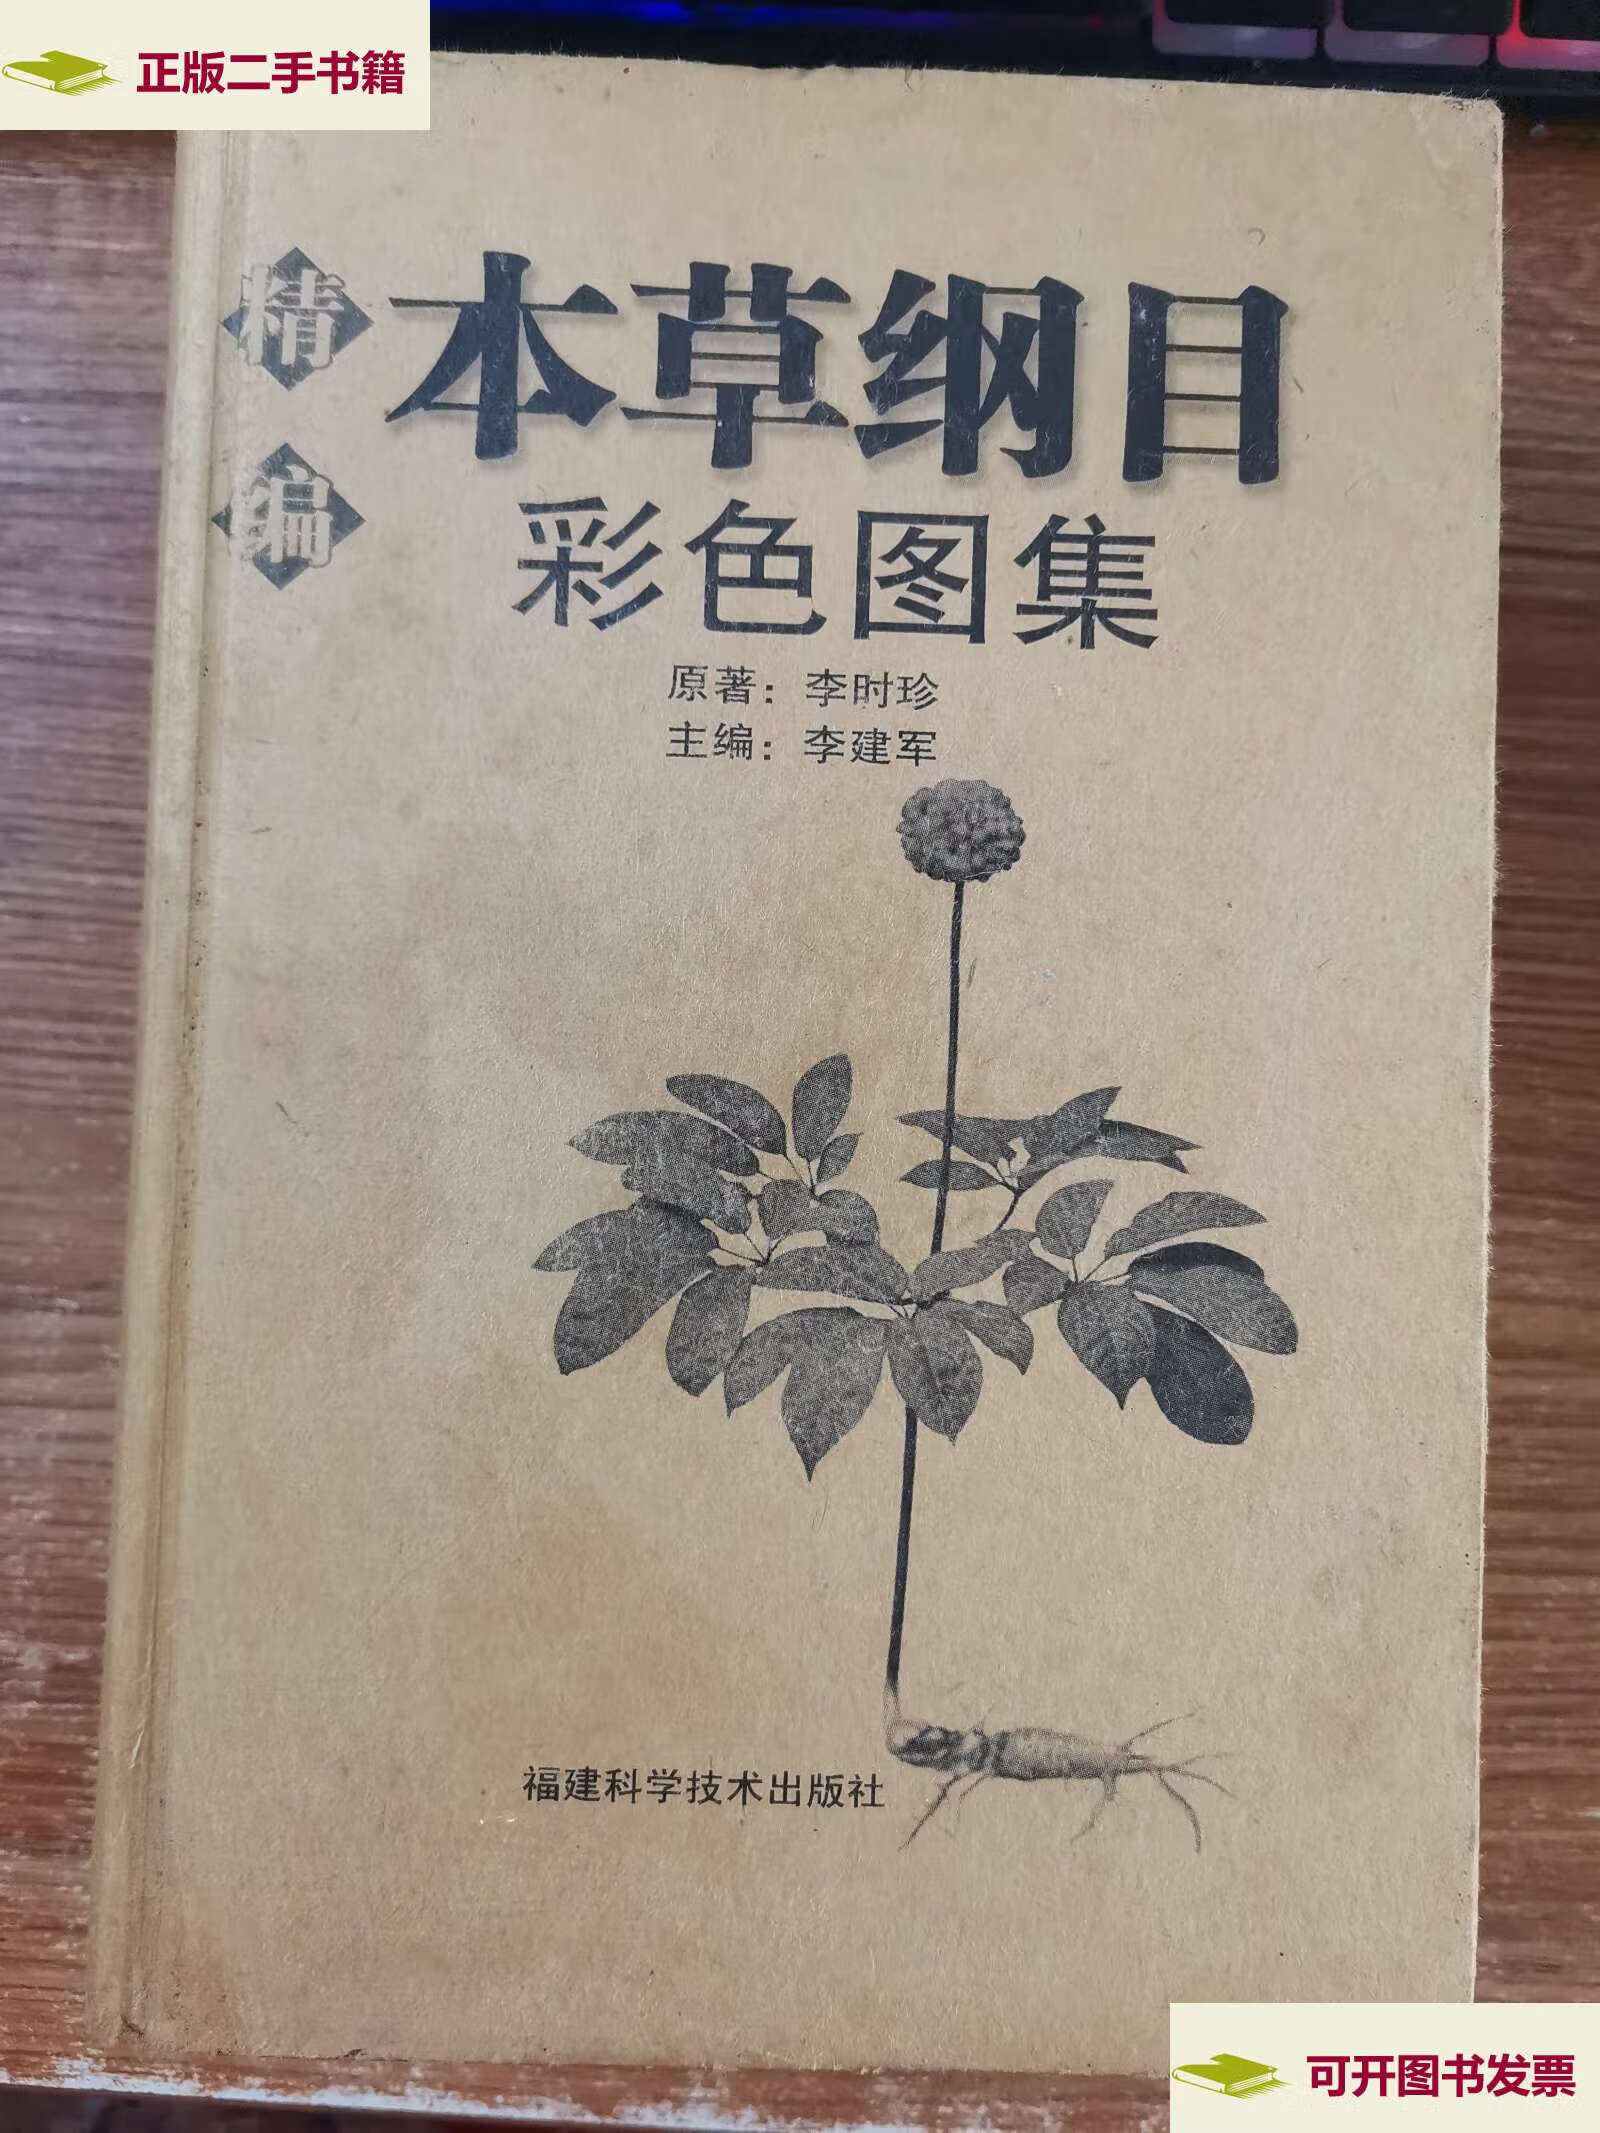 正版二手书籍
精编
本草纲目
彩色图集
原著：李时珍
主编：李建军
福建科学技术出版社
可开图书发票